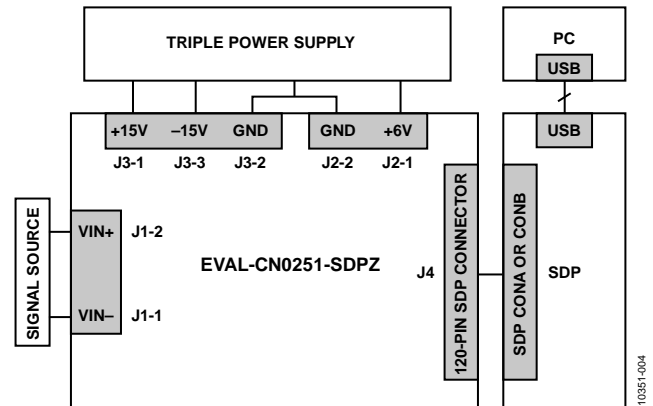 TRIPLE POWER SUPPLY
PC
USB
+15V –15V GND GND +6V
USB
J3-1 J3-3 J3-2 J2-2 J2-1
SIGNAL SOURCE
VIN+ J1-2
VIN– J1-1
EVAL-CN0251-SDPZ
J4
120-PIN SDP CONNECTOR
SDP CONA OR CONB
SDP
10351-004